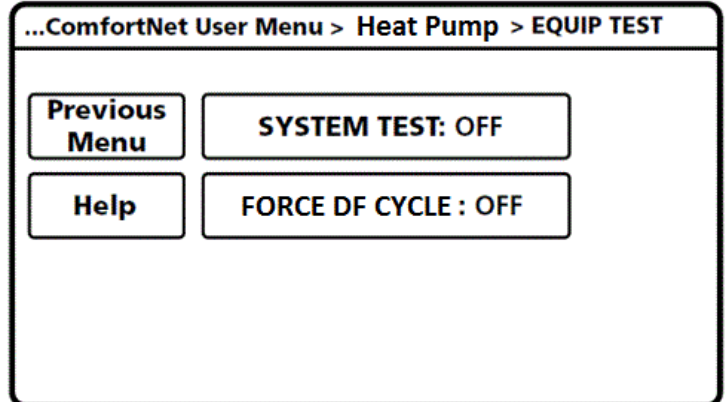 ...ComfortNet User Menu > Heat Pump > EQUIP TEST
Previous
Menu
SYSTEM TEST: OFF
Help
FORCE DF CYCLE : OFF